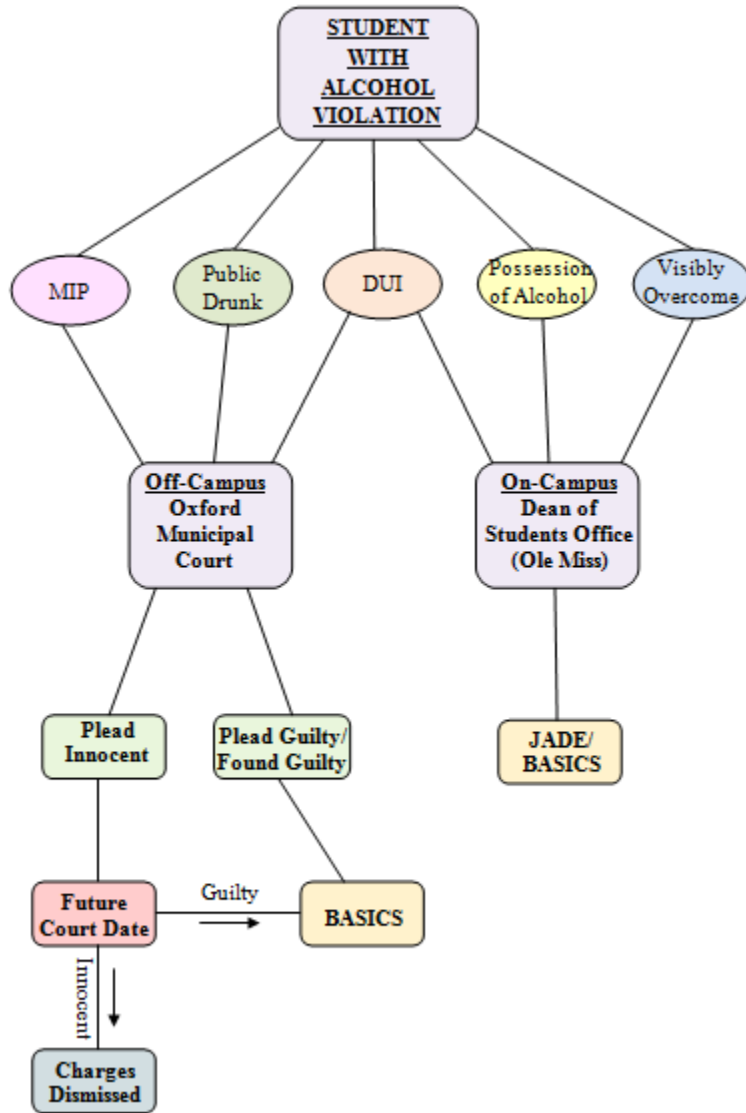 STUDENT
WITH
ALCOHOL
VIOLATION
MIP
Public
Drunk
DUI
Possession
of Alcohol
Visibly
Overcome
Off-Campus
Oxford
Municipal
Court
On-Campus
Dean of
Students Office
(Ole Miss)
Plead
Innocent
Plead Guilty/
Found Guilty
JADE/
BASICS
Future
Court Date
Guilty
BASICS
Innocent
Charges
Dismissed